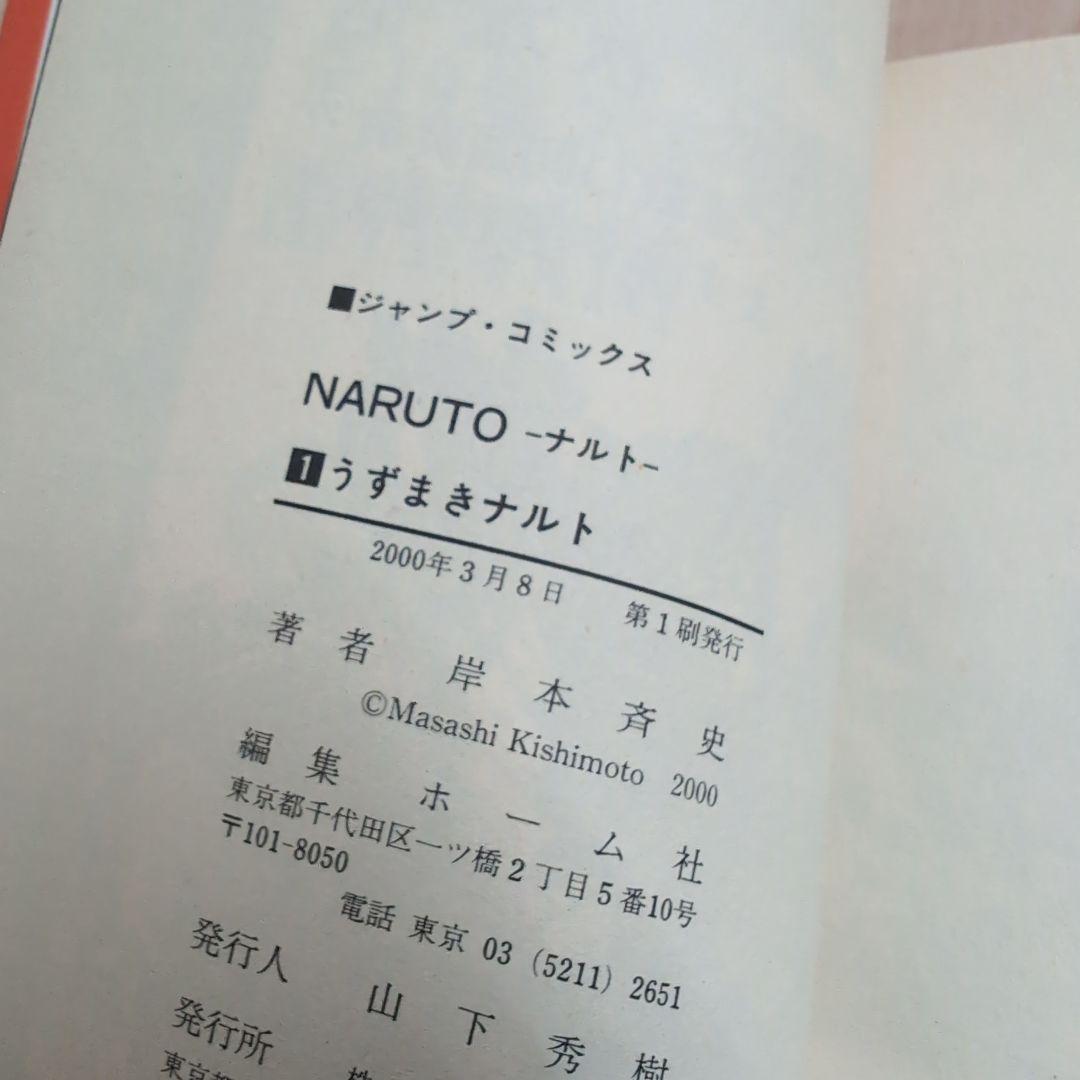 ■ジャンプ・コミックス
NARUTO -ナルト-
1 うずまきナルト
2000年3月8日 第1刷発行
著者 岸本斉史
©Masashi Kishimoto 2000
編集 ホーム社
東京都千代田区一ツ橋2丁目5番10号
〒101-8050
電話 東京 03 (5211) 2651
発行人 山下秀樹
発行所 株
東京都